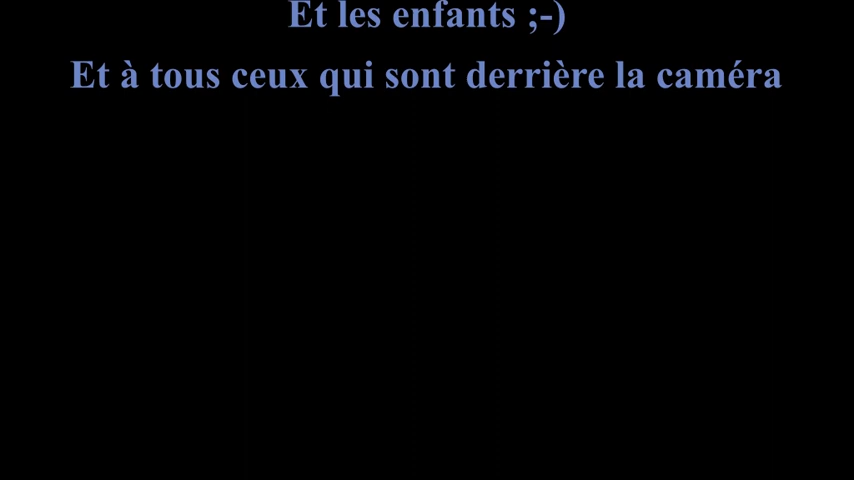 Et les enfants ;-)
Et à tous ceux qui sont derrière la caméra